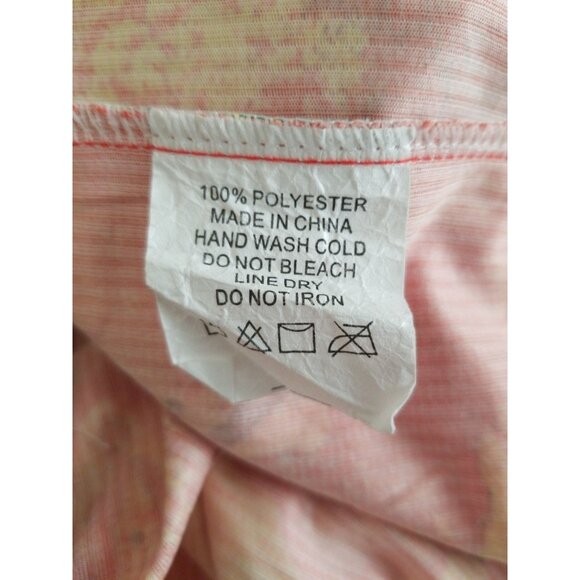 100% POLYESTER
MADE IN CHINA
HAND WASH COLD
DO NOT BLEACH
LINE DRY
DO NOT IRON